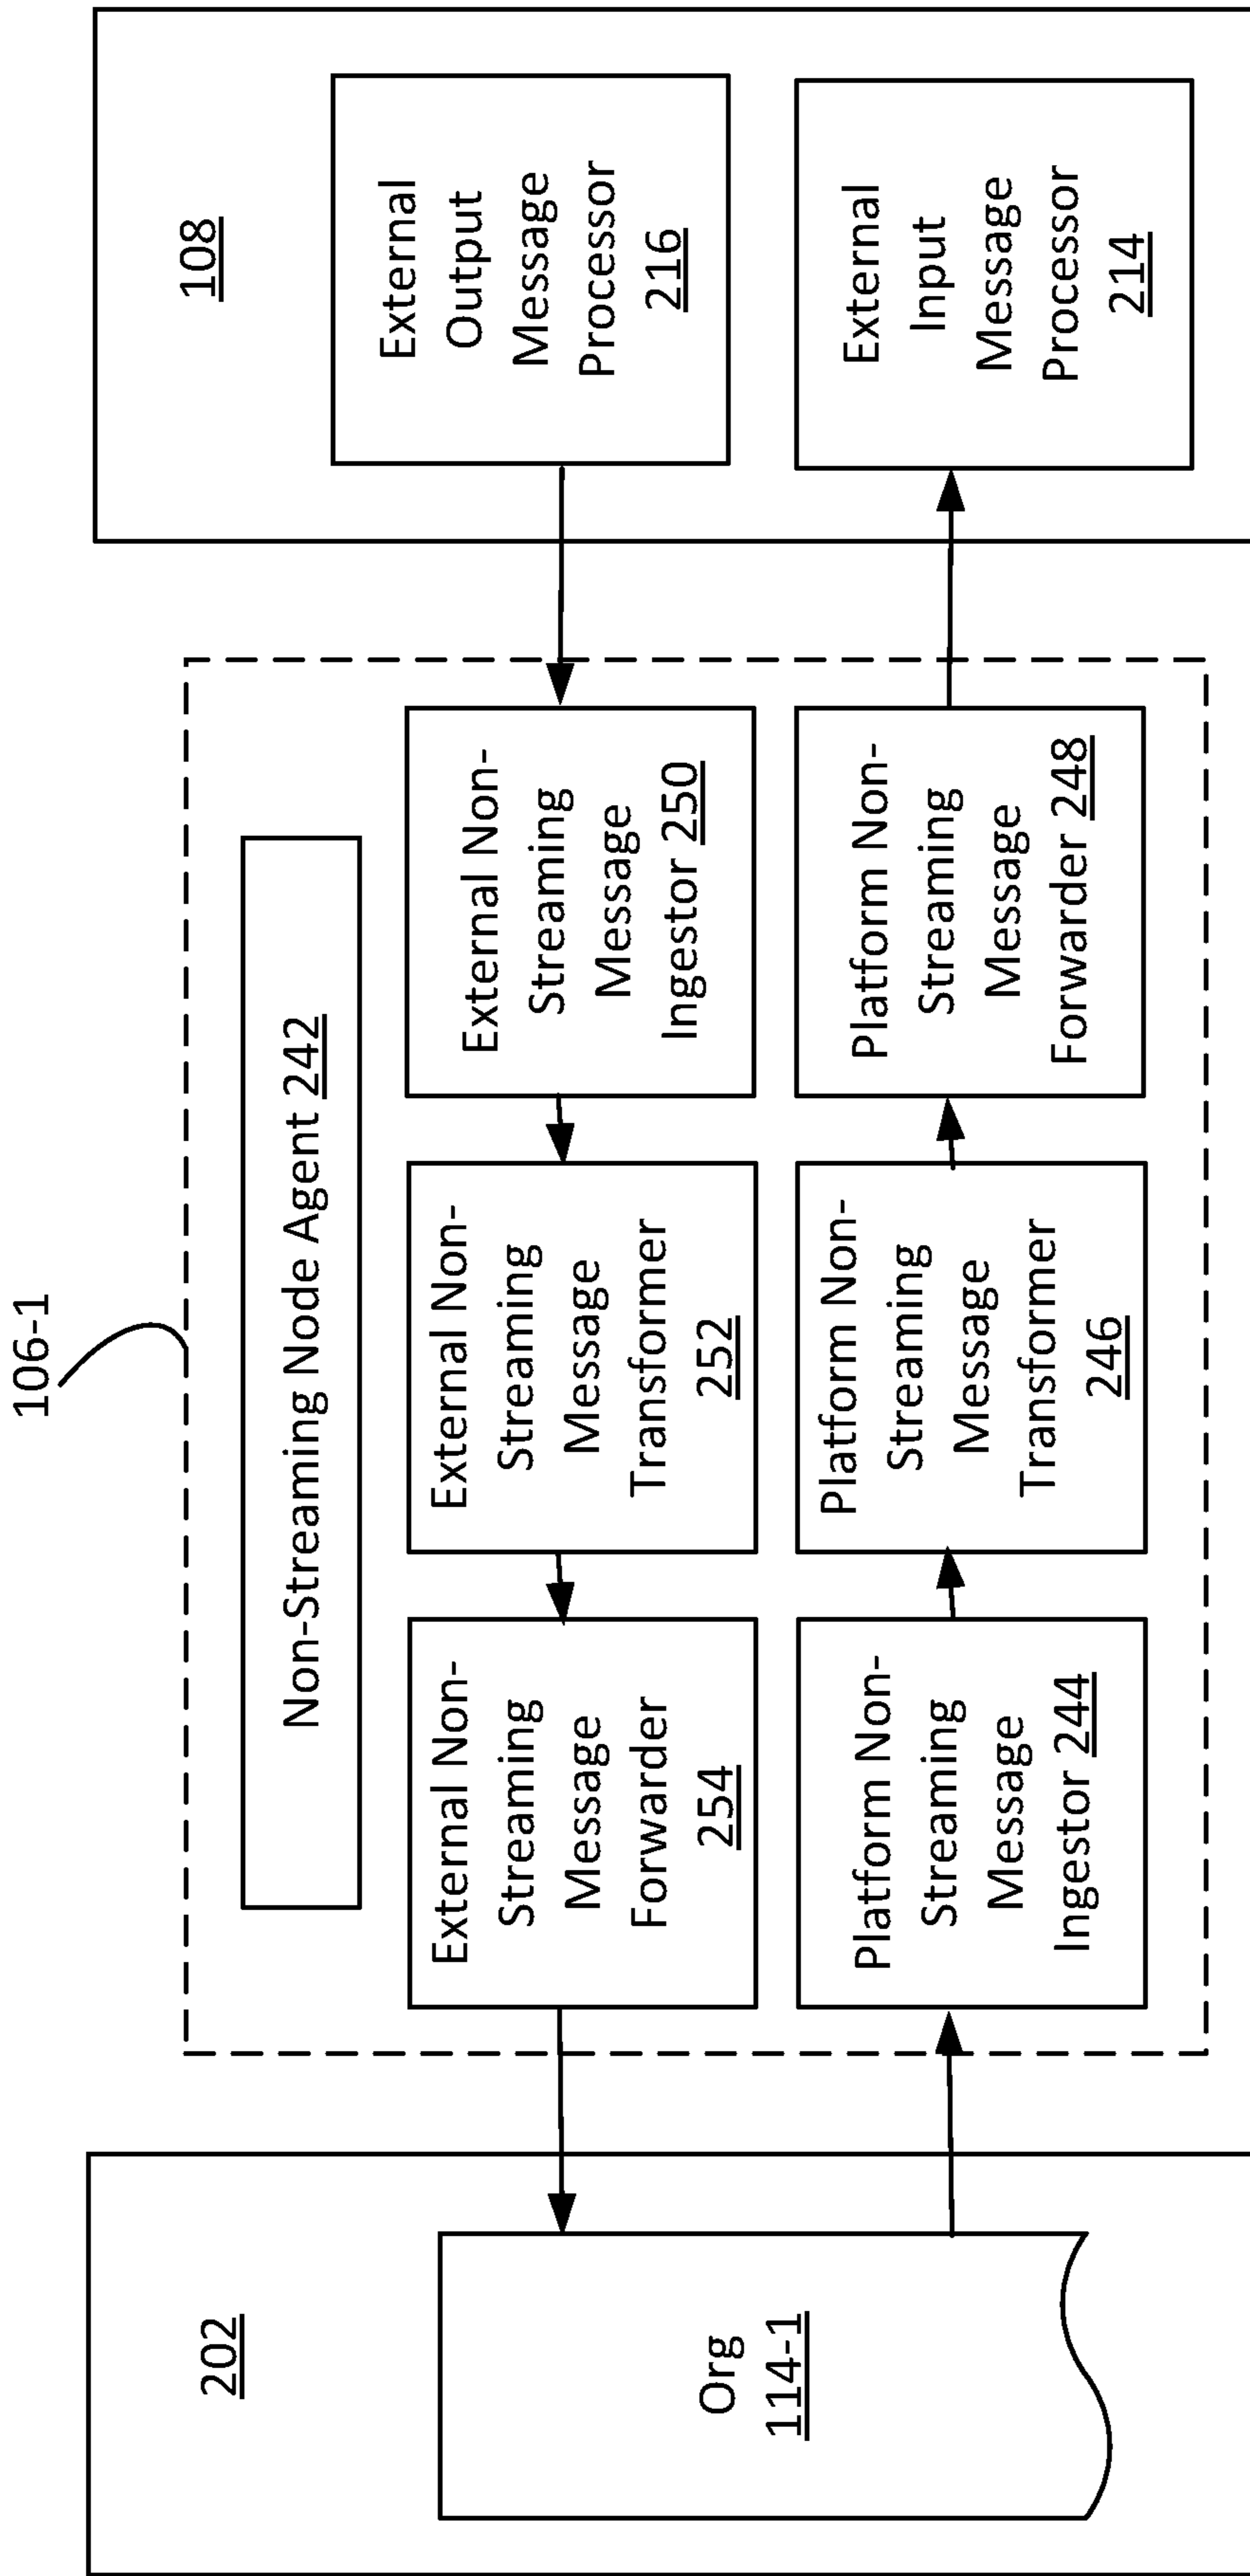 106-1
202
Org
114-1
Non-Streaming Node Agent 242
External Non-
Streaming
Message
Forwarder
254
External Non-
Streaming
Message
Transformer
252
External Non-
Streaming
Message
Ingestor 250
Platform Non-
Streaming
Message
Ingestor 244
Platform Non-
Streaming
Message
Transformer
246
Platform Non-
Streaming
Message
Forwarder 248
108
External
Output
Message
Processor
216
External
Input
Message
Processor
214